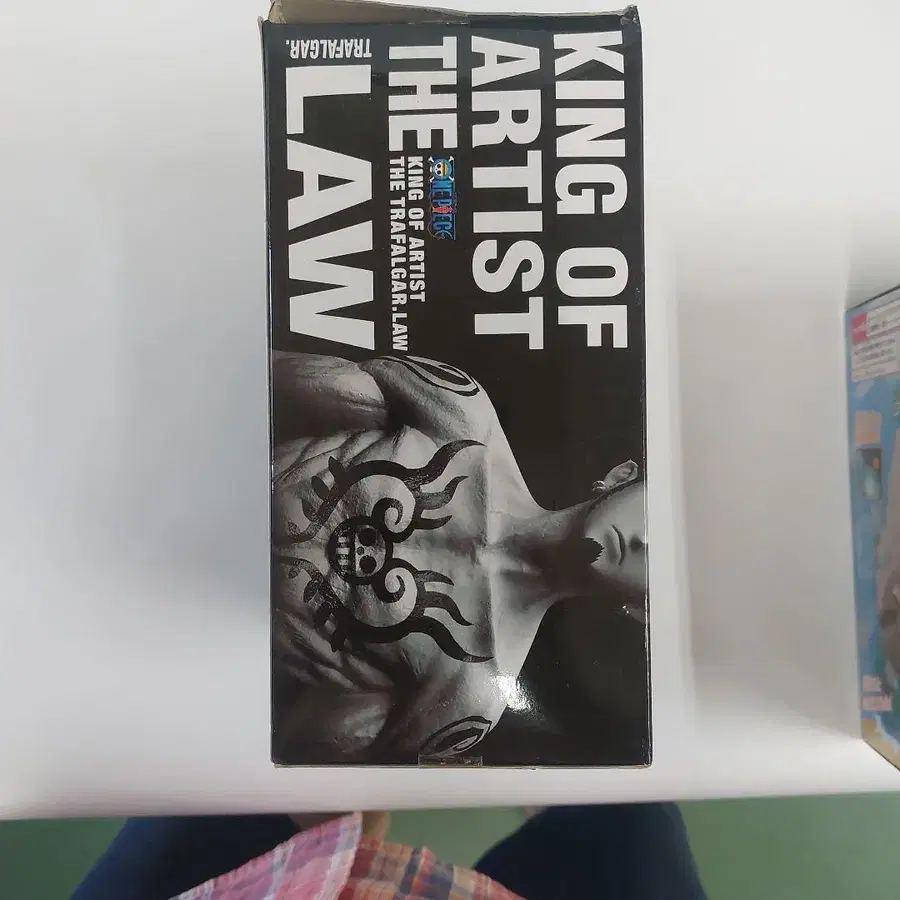 KING OF
ARTIST
THE
ONE PIECE
KING OF ARTIST
THE TRAFALGAR.LAW
TRAFALGAR.
LAW